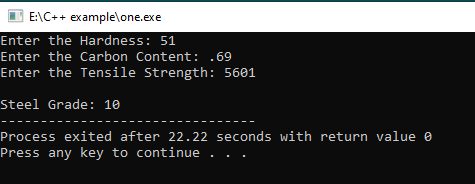 E:\C++ example\one.exe
Enter the Hardness: 51
Enter the Carbon Content: .69
Enter the Tensile Strength: 5601
Steel Grade: 10
--------------------------------
Process exited after 22.22 seconds with return value 0
Press any key to continue . . .